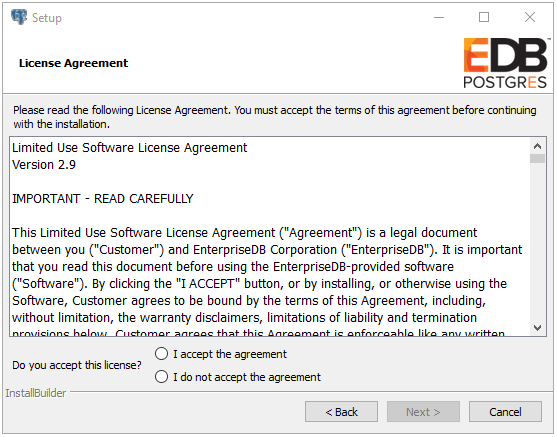 Setup
License Agreement
EDB
POSTGRES
Please read the following License Agreement. You must accept the terms of this agreement before continuing
with the installation.
Limited Use Software License Agreement
Version 2.9
IMPORTANT - READ CAREFULLY
This Limited Use Software License Agreement ("Agreement") is a legal document
between you ("Customer") and EnterpriseDB Corporation ("EnterpriseDB"). It is important
that you read this document before using the EnterpriseDB-provided software
("Software"). By clicking the "I ACCEPT" button, or by installing, or otherwise using the
Software, Customer agrees to be bound by the terms of this Agreement, including,
without limitation, the warranty disclaimers, limitations of liability and termination
provisions below. Customer agrees that this Agreement is enforceable like any written
Do you accept this license?
I accept the agreement
I do not accept the agreement
InstallBuilder
< Back
Next >
Cancel